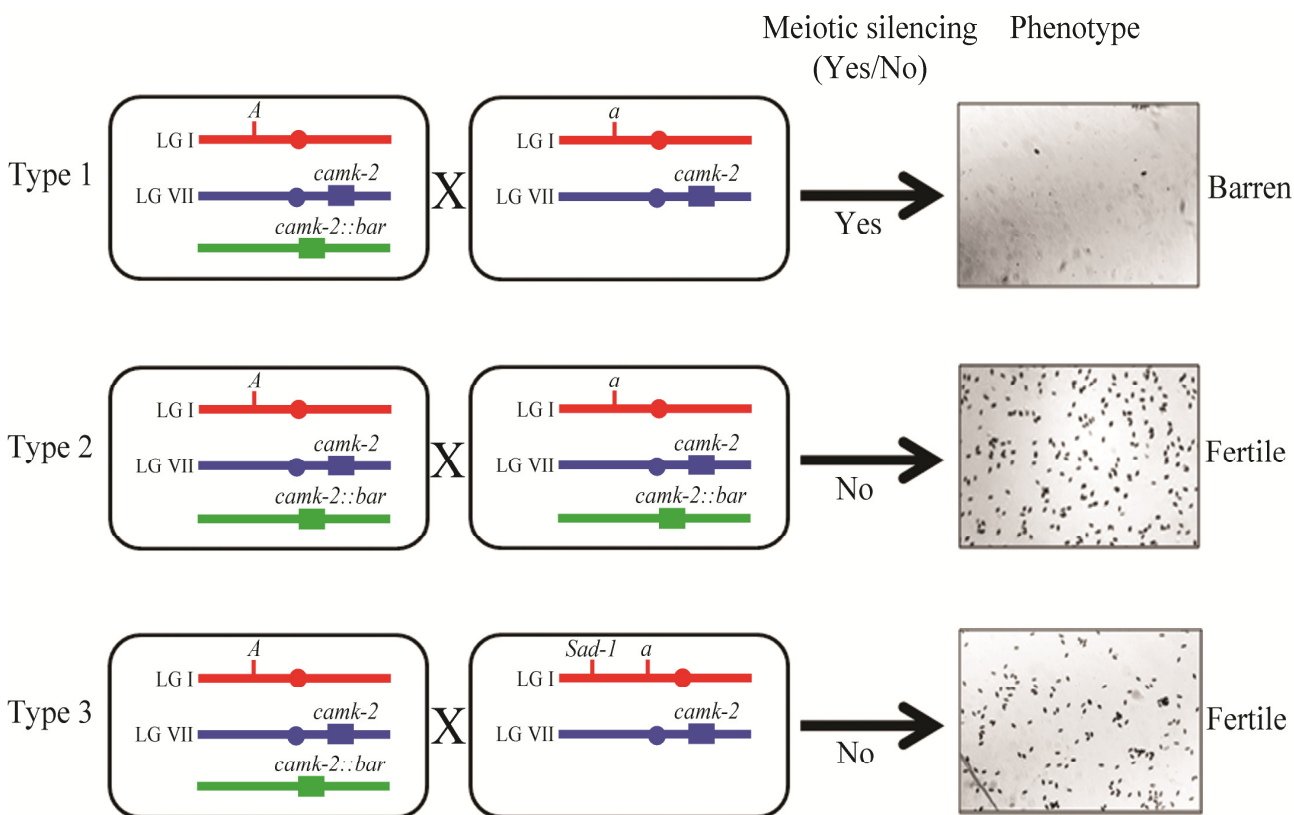 Meiotic silencing Phenotype
(Yes/No)
A a
LG I LG I
Type 1 camk-2 X camk-2 Barren
LG VII LG VII Yes
camk-2::bar
A a
LG I LG I
Type 2 camk-2 X camk-2 Fertile
LG VII LG VII No
camk-2::bar camk-2::bar
A Sad-1 a
LG I LG I
Type 3 camk-2 X camk-2 Fertile
LG VII LG VII No
camk-2::bar